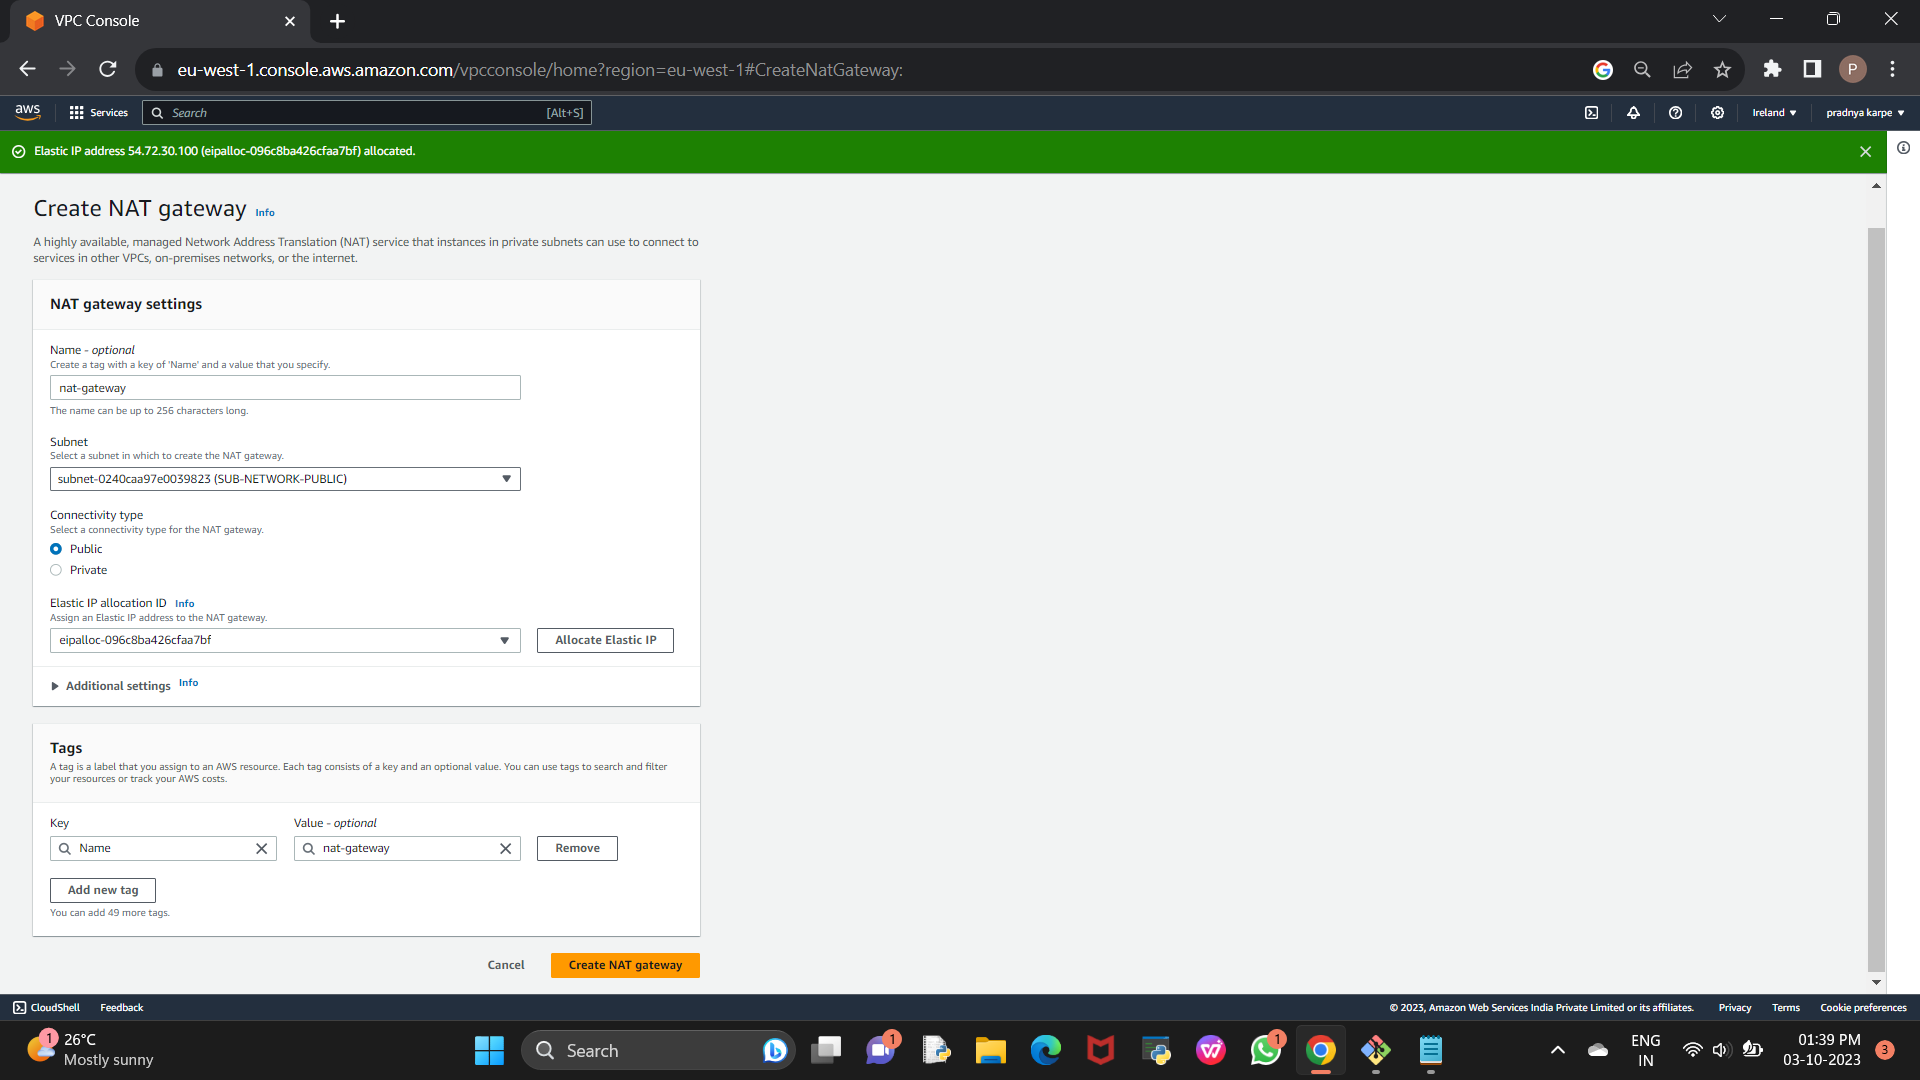 VPC Console
eu-west-1.console.aws.amazon.com/vpcconsole/home?region=eu-west-1#CreateNatGateway:
P
aws
Services
Search
[Alt+S]
Ireland
pradnya karpe
Elastic IP address 54.72.30.100 (eipalloc-096c8ba426cfaa7bf) allocated.
Create NAT gateway Info
A highly available, managed Network Address Translation (NAT) service that instances in private subnets can use to connect to
services in other VPCs, on-premises networks, or the internet.
NAT gateway settings
Name - optional
Create a tag with a key of 'Name' and a value that you specify.
nat-gateway
The name can be up to 256 characters long.
Subnet
Select a subnet in which to create the NAT gateway.
subnet-0240caa97e0039823 (SUB-NETWORK-PUBLIC)
Connectivity type
Select a connectivity type for the NAT gateway.
Public
Private
Elastic IP allocation ID Info
Assign an Elastic IP address to the NAT gateway.
eipalloc-096c8ba426cfaa7bf
Allocate Elastic IP
Additional settings Info
Tags
A tag is a label that you assign to an AWS resource. Each tag consists of a key and an optional value. You can use tags to search and filter
your resources or track your AWS costs.
Key
Value - optional
Name
nat-gateway
Remove
Add new tag
You can add 49 more tags.
Cancel
Create NAT gateway
CloudShell
Feedback
© 2023, Amazon Web Services India Private Limited or its affiliates.
Privacy
Terms
Cookie preferences
1
26°C
Mostly sunny
Search
1
1
ENG
IN
01:39 PM
03-10-2023
3